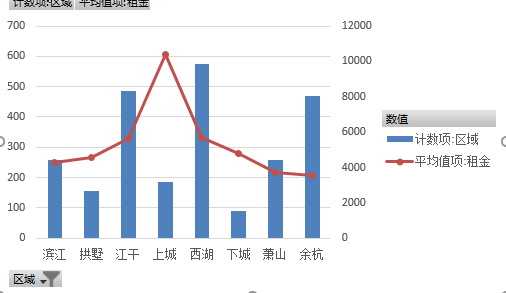 计数项:区域 平均值项:租金
700 12000
600 10000
500 8000
400 6000
300 4000
200 2000
100
0 0
滨江 拱墅 江干 上城 西湖 下城 萧山 余杭
数值
计数项:区域
平均值项:租金
区域